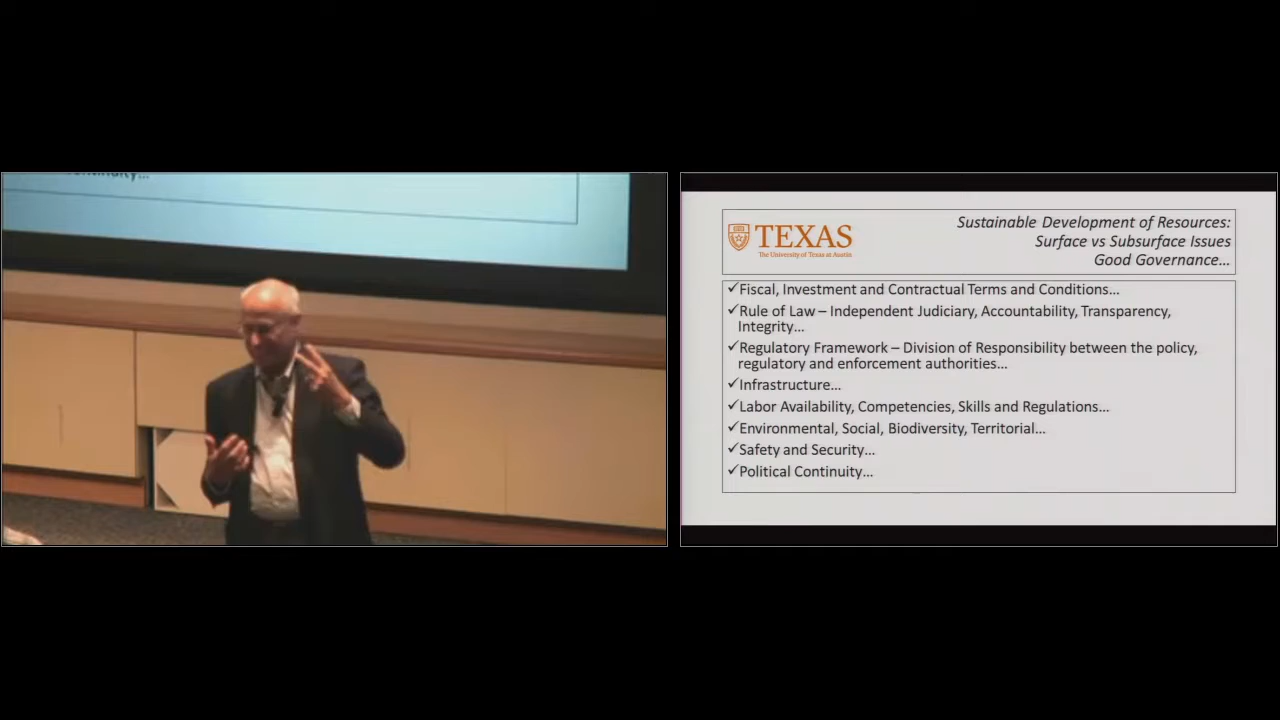 TEXAS
The University of Texas at Austin
Sustainable Development of Resources:
Surface vs Subsurface Issues
Good Governance...
✓Fiscal, Investment and Contractual Terms and Conditions...
✓Rule of Law – Independent Judiciary, Accountability, Transparency,
Integrity...
✓Regulatory Framework – Division of Responsibility between the policy,
regulatory and enforcement authorities...
✓Infrastructure...
✓Labor Availability, Competencies, Skills and Regulations...
✓Environmental, Social, Biodiversity, Territorial...
✓Safety and Security...
✓Political Continuity...